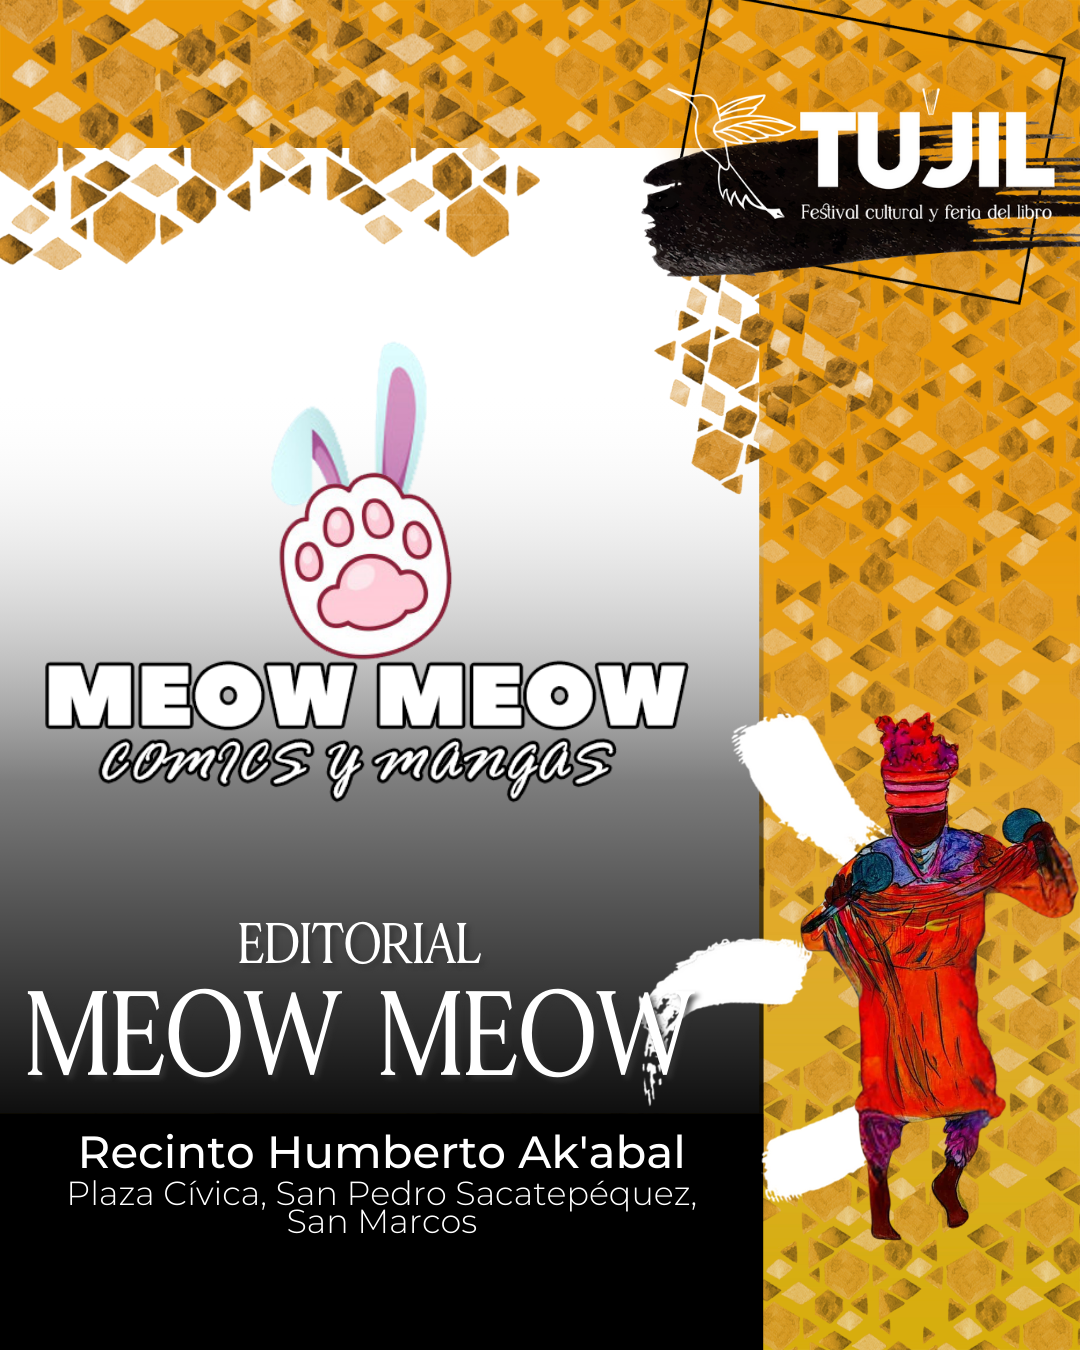 TUJIL
Festival cultural y feria del libro
MEOW MEOW
COMICS Y MANGAS
EDITORIAL
MEOW MEOW
Recinto Humberto Ak'abal
Plaza Cívica, San Pedro Sacatepéquez,
San Marcos